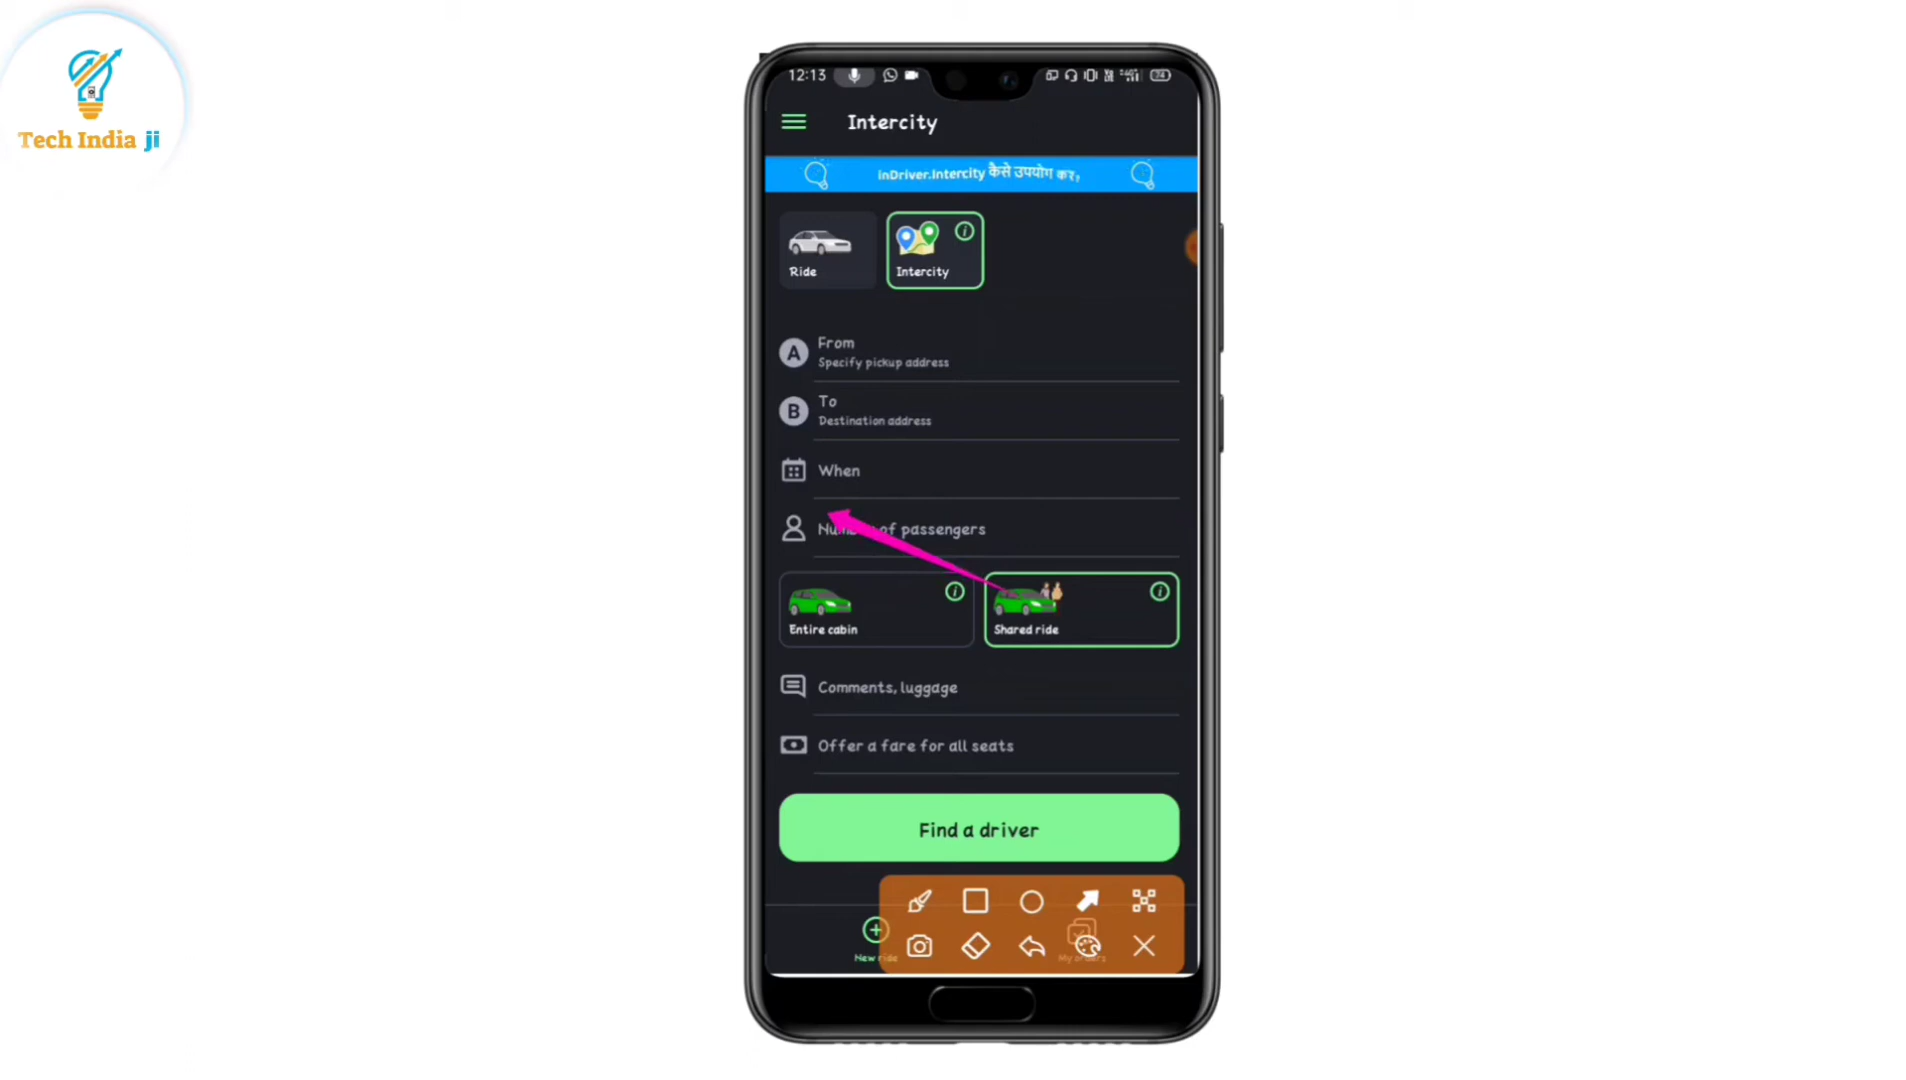 Tech India ji
12:13
Intercity
inDriver.Intercity कैसे उपयोग करें?
Ride
Intercity
A
From
Specify pickup address
B
To
Destination address
When
Number of passengers
Entire cabin
Shared ride
Comments, luggage
Offer a fare for all seats
Find a driver
New ride
My orders